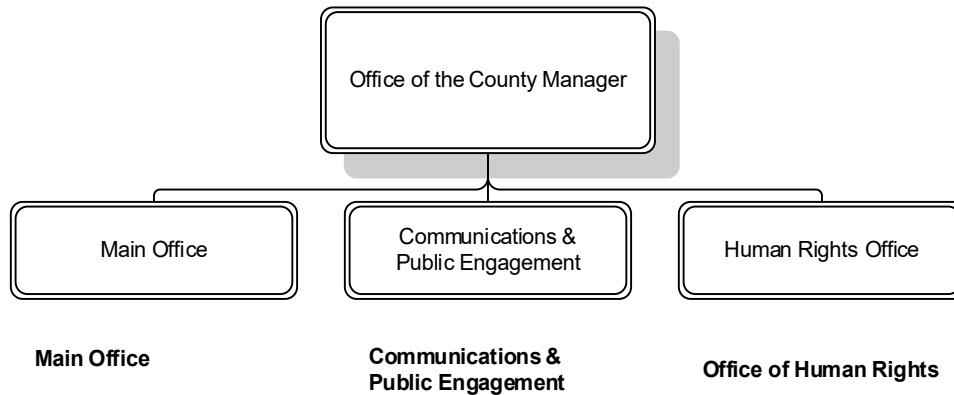 Office of the County Manager
Main Office
Communications &
Public Engagement
Human Rights Office
Main Office
Communications &
Public Engagement
Office of Human Rights